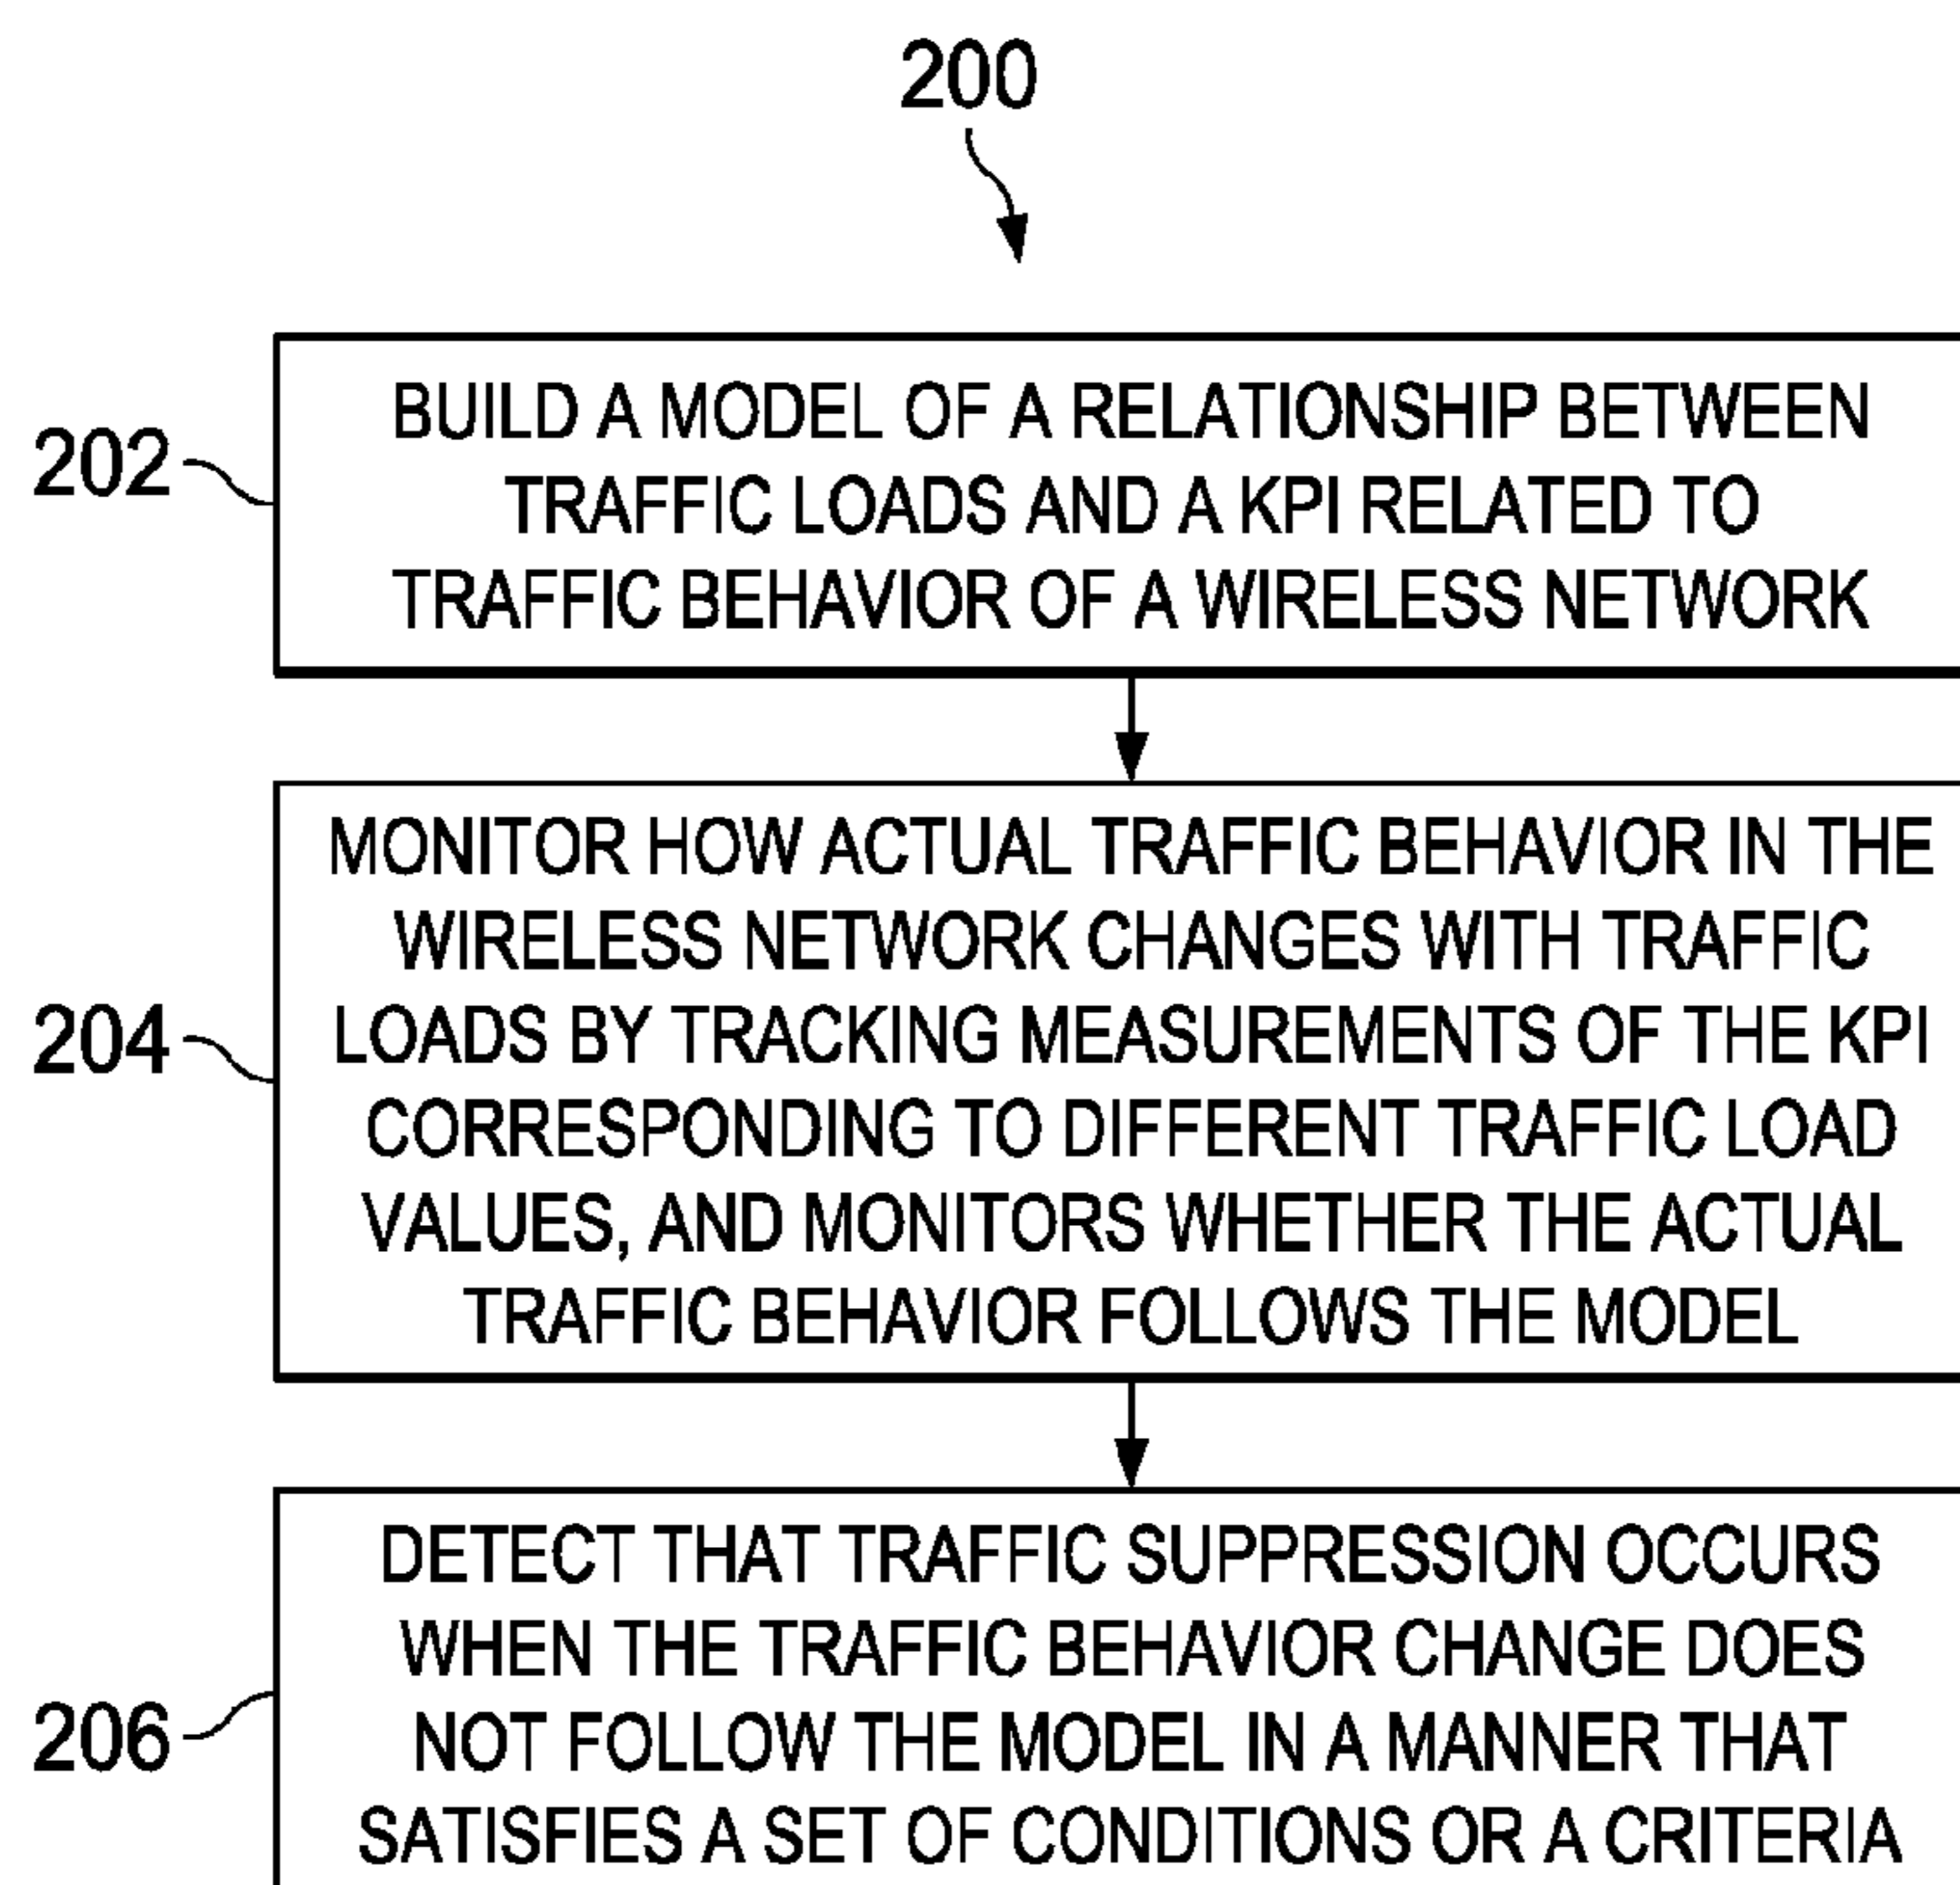 200
202
BUILD A MODEL OF A RELATIONSHIP BETWEEN
TRAFFIC LOADS AND A KPI RELATED TO
TRAFFIC BEHAVIOR OF A WIRELESS NETWORK
204
MONITOR HOW ACTUAL TRAFFIC BEHAVIOR IN THE
WIRELESS NETWORK CHANGES WITH TRAFFIC
LOADS BY TRACKING MEASUREMENTS OF THE KPI
CORRESPONDING TO DIFFERENT TRAFFIC LOAD
VALUES, AND MONITORS WHETHER THE ACTUAL
TRAFFIC BEHAVIOR FOLLOWS THE MODEL
206
DETECT THAT TRAFFIC SUPPRESSION OCCURS
WHEN THE TRAFFIC BEHAVIOR CHANGE DOES
NOT FOLLOW THE MODEL IN A MANNER THAT
SATISFIES A SET OF CONDITIONS OR A CRITERIA